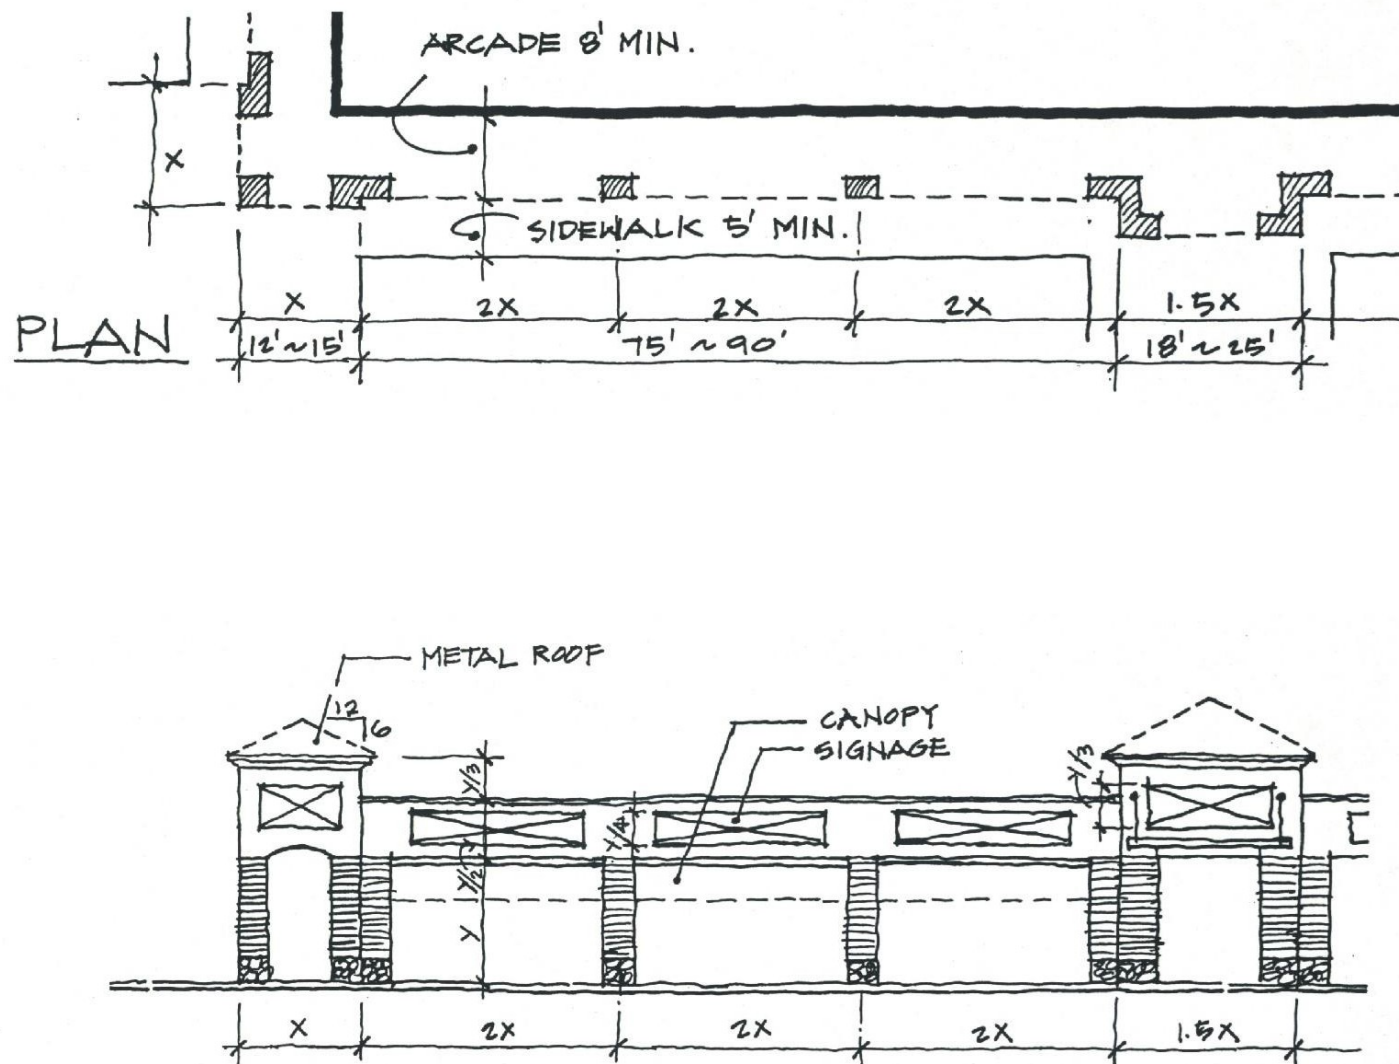 ARCADE 8' MIN.
X
SIDEWALK 5' MIN.
X
2X
2X
2X
1.5X
PLAN
12'~15'
75'~90'
18'~25'
METAL ROOF
12
6
CANOPY
SIGNAGE
Y/3
Y/3
Y/4
Y/2
Y
X
2X
2X
2X
1.5X